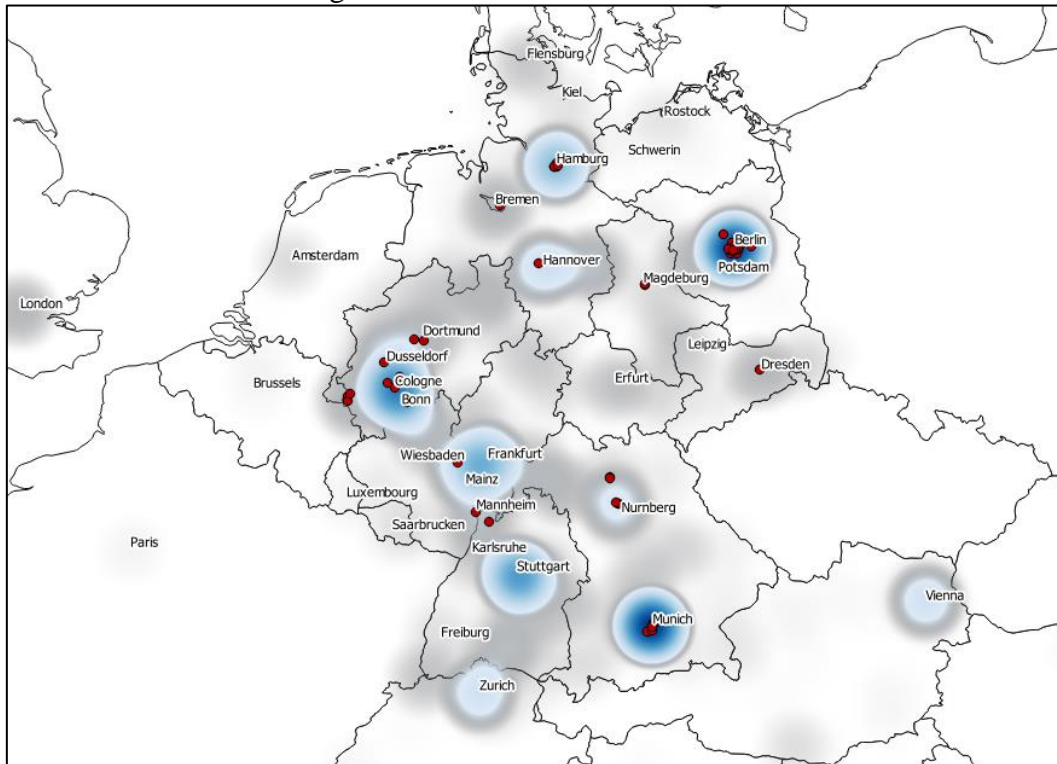 Flensburg
Kiel
Rostock
Schwerin
Hamburg
Bremen
Berlin
Amsterdam
Hannover
Potsdam
Magdeburg
London
Dortmund
Leipzig
Dusseldorf
Dresden
Brussels
Cologne
Erfurt
Bonn
Wiesbaden
Frankfurt
Mainz
Luxembourg
Mannheim
Nurnberg
Saarbrucken
Paris
Karlsruhe
Stuttgart
Vienna
Munich
Freiburg
Zurich